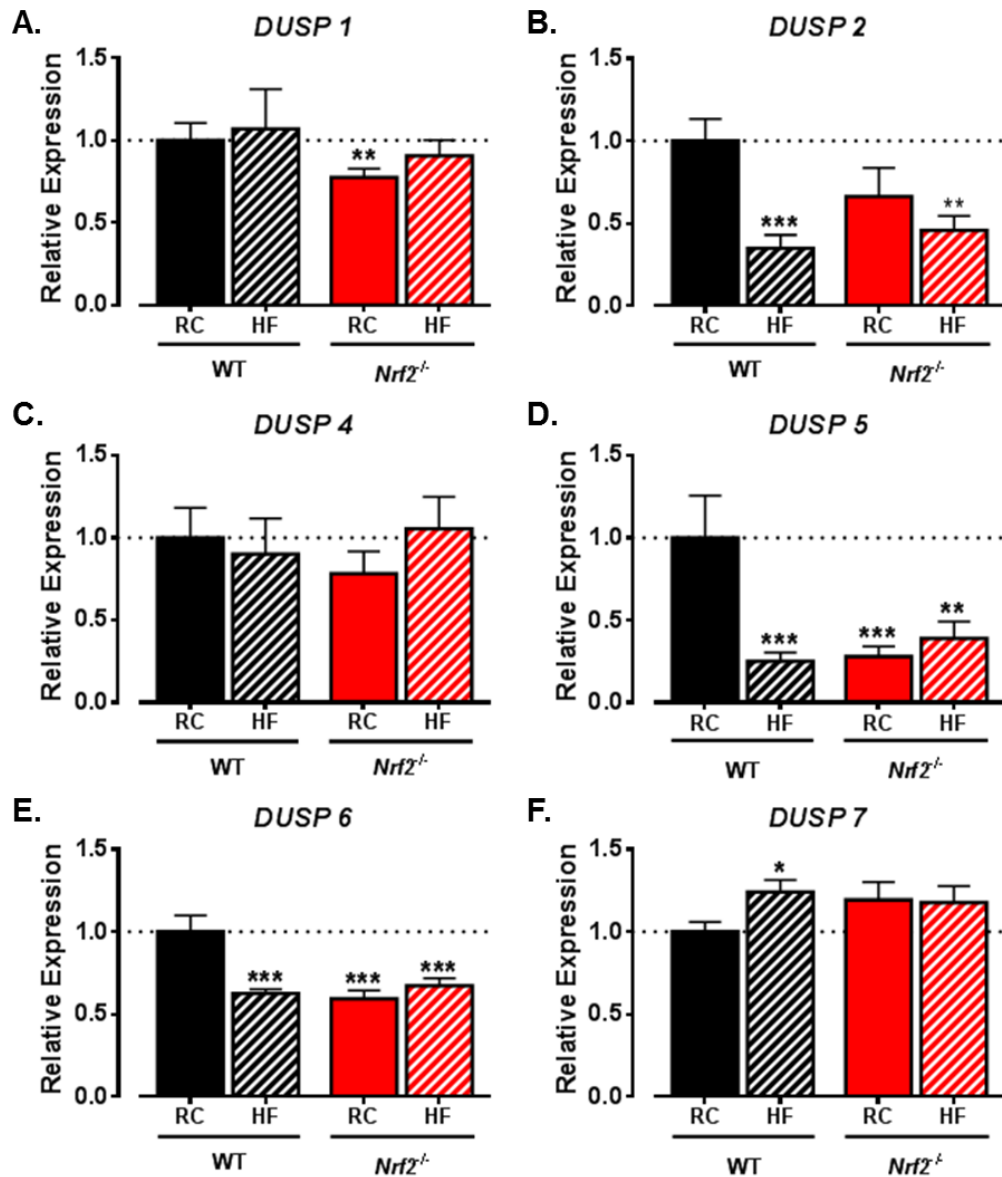 A.
DUSP 1
Relative Expression
1.5
1.0
0.5
0.0
**
RC HF RC HF
WT Nrf2-/-
B.
DUSP 2
Relative Expression
1.5
1.0
0.5
0.0
***
**
RC HF RC HF
WT Nrf2-/-
C.
DUSP 4
Relative Expression
1.5
1.0
0.5
0.0
RC HF RC HF
WT Nrf2-/-
D.
DUSP 5
Relative Expression
1.5
1.0
0.5
0.0
*** *** **
RC HF RC HF
WT Nrf2-/-
E.
DUSP 6
Relative Expression
1.5
1.0
0.5
0.0
*** *** ***
RC HF RC HF
WT Nrf2-/-
F.
DUSP 7
Relative Expression
1.5
1.0
0.5
0.0
*
RC HF RC HF
WT Nrf2-/-